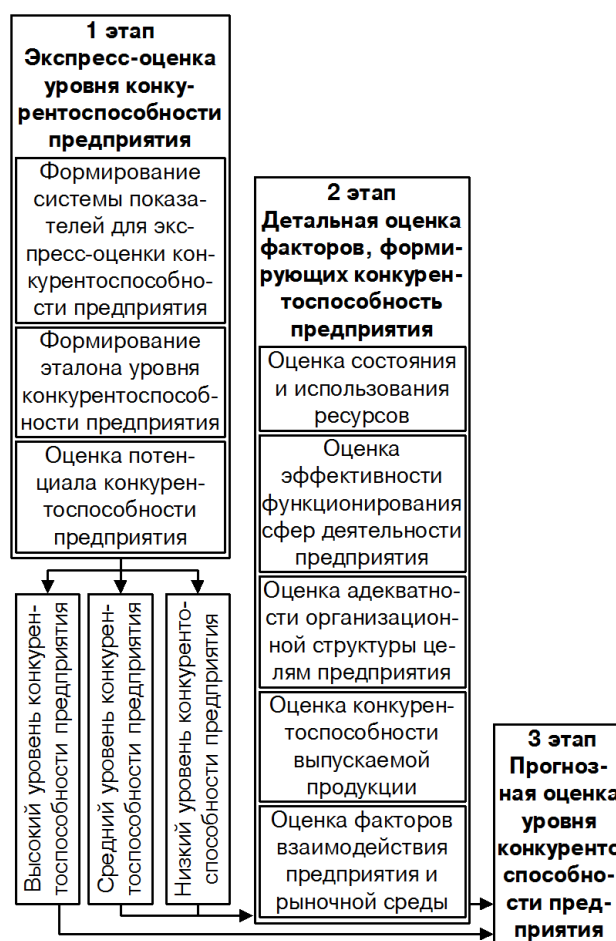 1 этап
Экспресс-оценка
уровня конку-
рентоспособности
предприятия
Формирование
системы показа-
телей для экс-
пресс-оценки кон-
курентоспособно-
сти предприятия
Формирование
эталона уровня
конкурентоспособ-
ности предприятия
Оценка потен-
циала конкурен-
тоспособности
предприятия
Высокий уровень конкурен-
тоспособности предприятия
Средний уровень конкурен-
тоспособности предприятия
Низкий уровень конкуренто-
способности предприятия
2 этап
Детальная оценка
факторов, форми-
рующих конкурен-
тоспособность
предприятия
Оценка состояния
и использования
ресурсов
Оценка
эффективности
функционирования
сфер деятельности
предприятия
Оценка адекватно-
сти организацион-
ной структуры це-
лям предприятия
Оценка конкурен-
тоспособности
выпускаемой
продукции
Оценка факторов
взаимодействия
предприятия и
рыночной среды
3 этап
Прогноз-
ная оценка
уровня
конкуренто
способно-
сти пред-
приятия